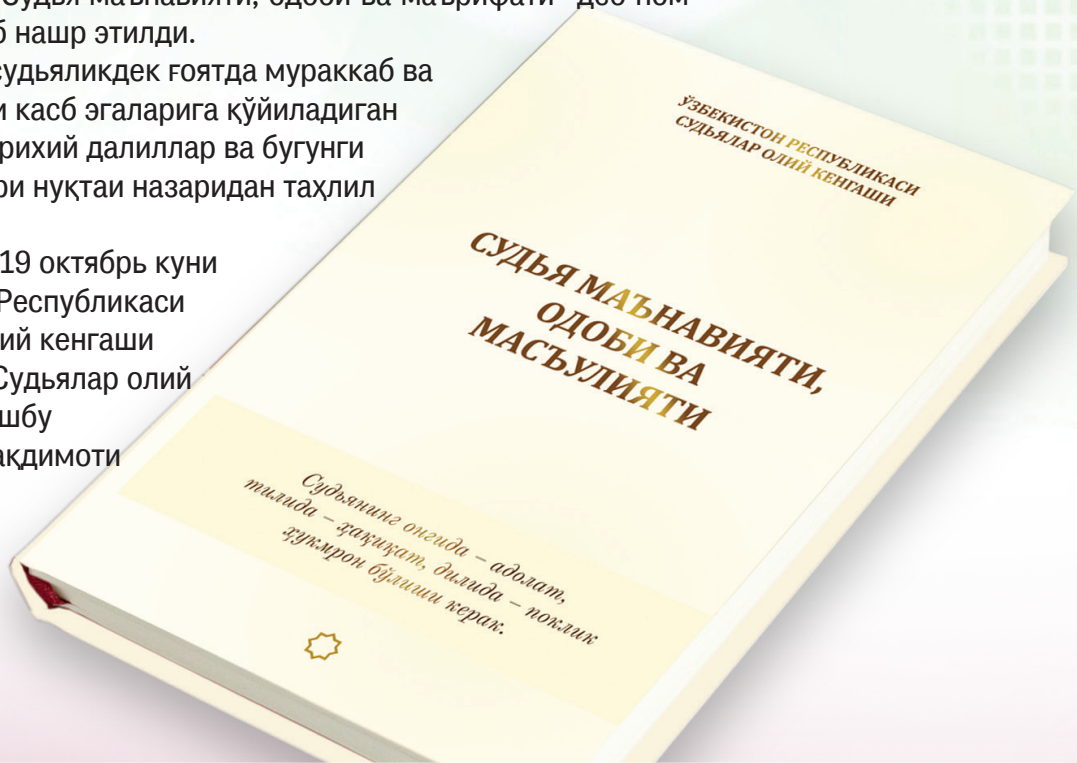 Судья маънавияти, одоби ва маърифати" деб ном
б нашр этилди.
судьяликдек ғоятда мураккаб ва
и касб эгаларига қўйиладиган
рихий далиллар ва бугунги
ри нуқтаи назаридан таҳлил
19 октябрь куни
Республикаси
ий кенгаши
Судьялар олий
шбу
ақдимоти
ЎЗБЕКИСТОН РЕСПУБЛИКАСИ
СУДЬЯЛАР ОЛИЙ КЕНГАШИ
СУДЬЯ МАЪНАВИЯТИ,
ОДОБИ ВА
МАСЪУЛИЯТИ
Судьянинг онгида – адолат,
тилида – ҳақиқат, дилида – поклик
ҳукмрон бўлиши керак.